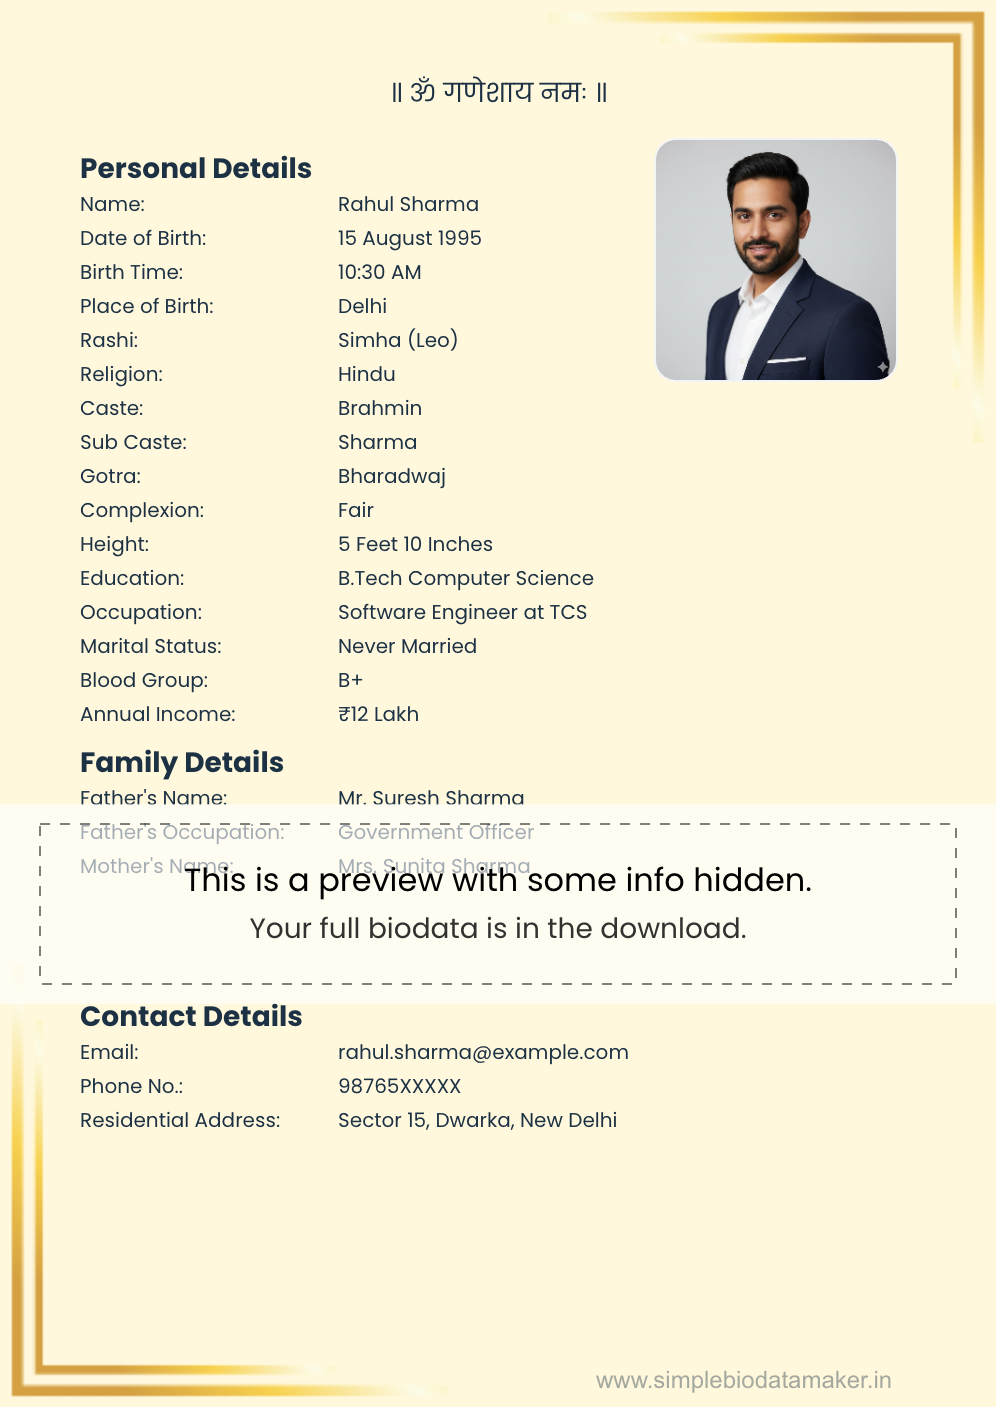 ॥ ॐ गणेशाय नमः ॥
Personal Details
Name: Rahul Sharma
Date of Birth: 15 August 1995
Birth Time: 10:30 AM
Place of Birth: Delhi
Rashi: Simha (Leo)
Religion: Hindu
Caste: Brahmin
Sub Caste: Sharma
Gotra: Bharadwaj
Complexion: Fair
Height: 5 Feet 10 Inches
Education: B.Tech Computer Science
Occupation: Software Engineer at TCS
Marital Status: Never Married
Blood Group: B+
Annual Income: ₹12 Lakh
Family Details
Father's Name: Mr. Suresh Sharma
Father's Occupation: Government Officer
Mother's Name: Mrs. Sunita Sharma
This is a preview with some info hidden.
Your full biodata is in the download.
Contact Details
Email: rahul.sharma@example.com
Phone No.: 98765XXXXX
Residential Address: Sector 15, Dwarka, New Delhi
www.simplebiodatamaker.in